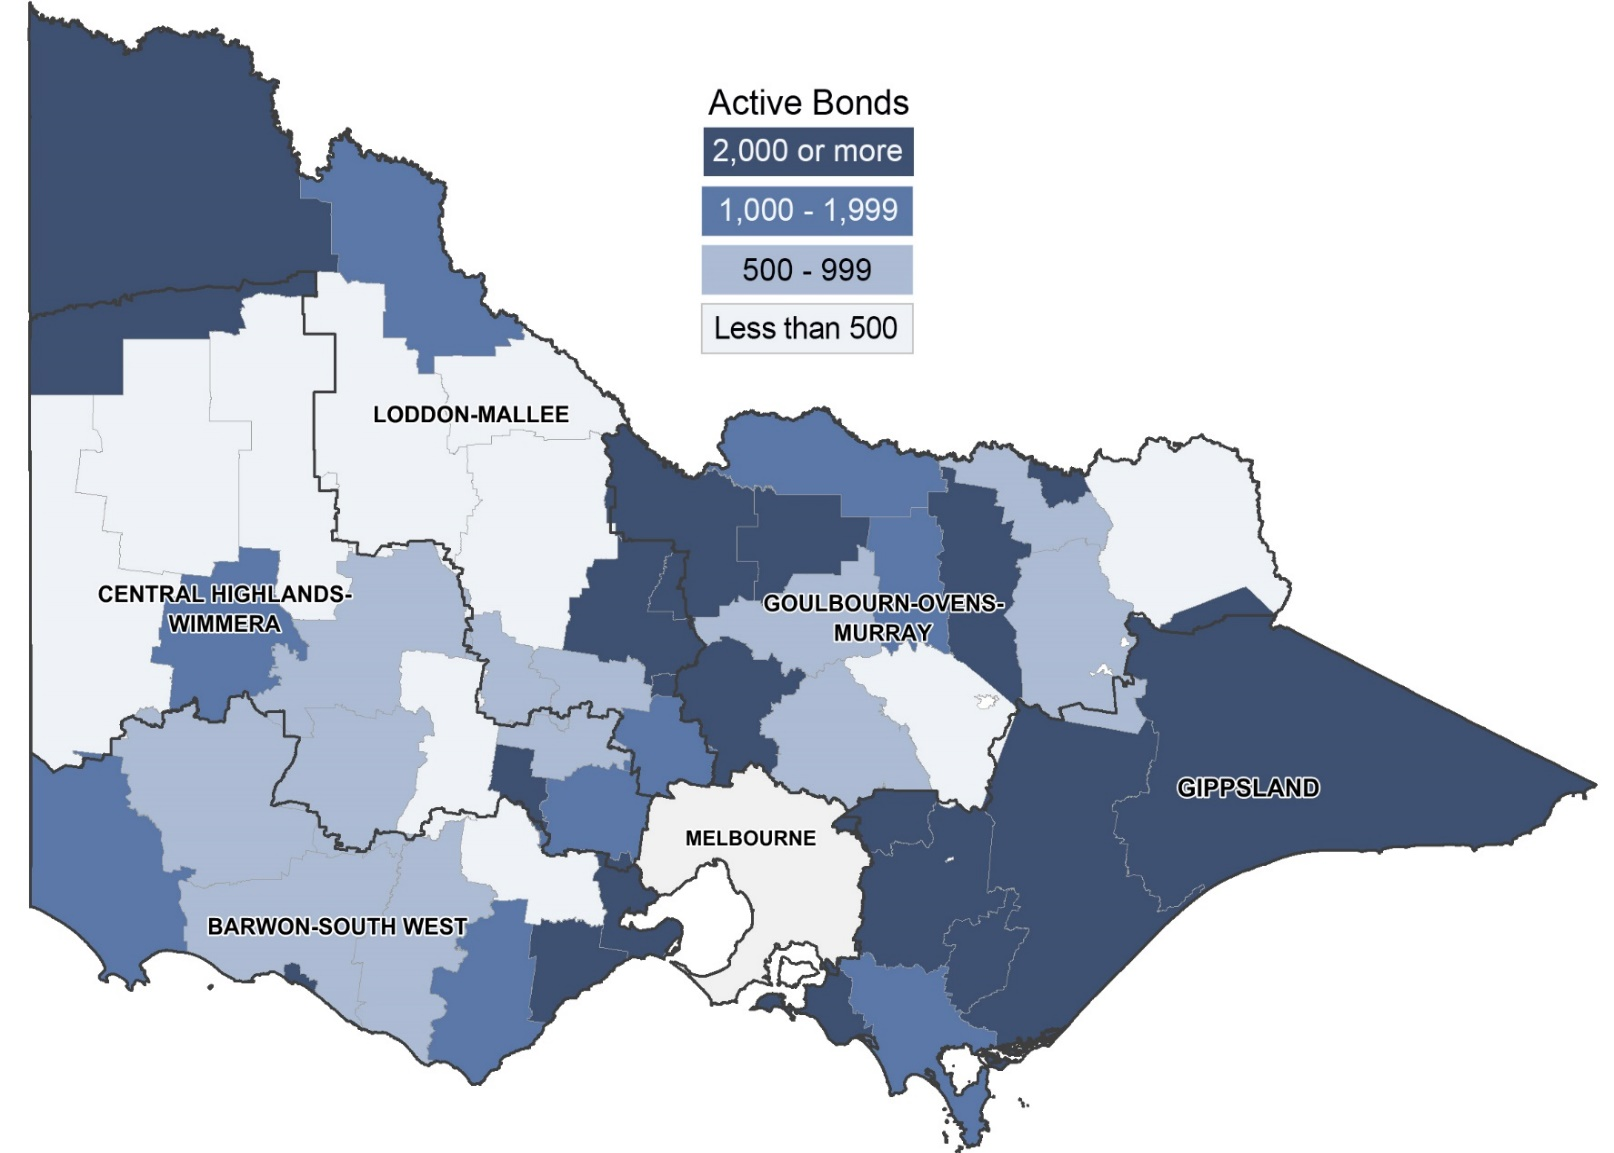 Active Bonds
2,000 or more
1,000 - 1,999
500 - 999
Less than 500
LODDON-MALLEE
CENTRAL HIGHLANDS-
WIMMERA
GOULBOURN-OVENS-
MURRAY
GIPPSLAND
MELBOURNE
BARWON-SOUTH WEST